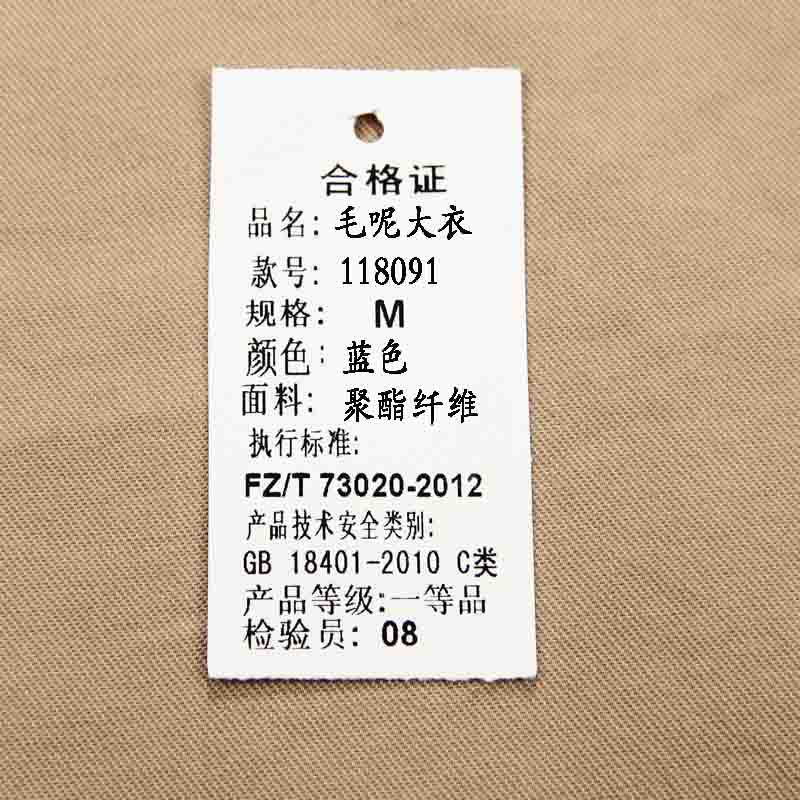 合格证
品名: 毛呢大衣
款号: 118091
规格: M
颜色: 蓝色
面料: 聚酯纤维
执行标准:
FZ/T 73020-2012
产品技术安全类别:
GB 18401-2010 C类
产品等级:一等品
检验员: 08